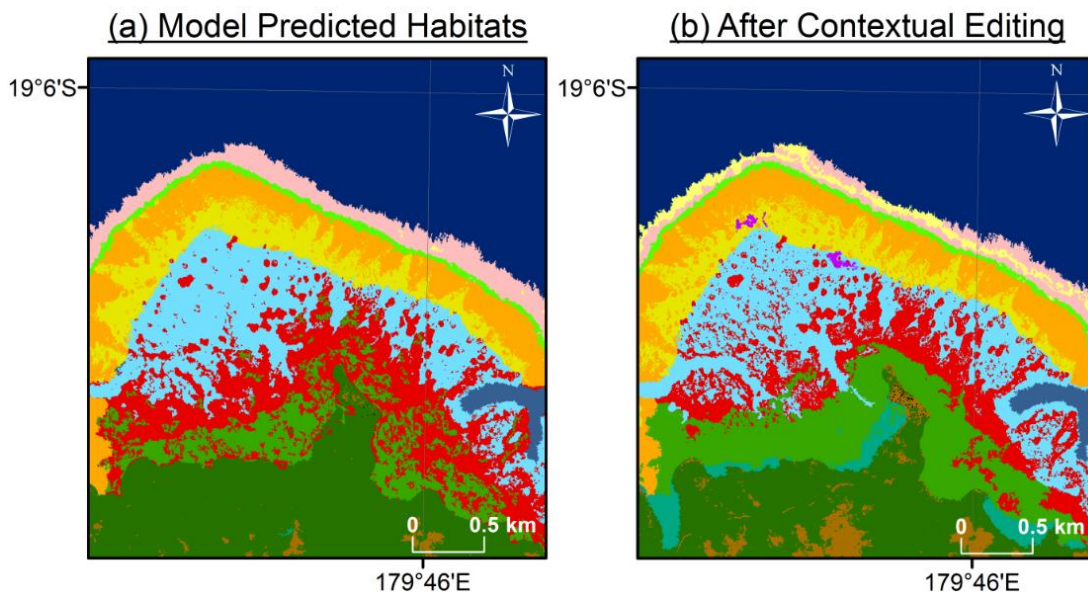 (a) Model Predicted Habitats
(b) After Contextual Editing
19°6'S
N
0 0.5 km
179°46'E
19°6'S
N
0 0.5 km
179°46'E